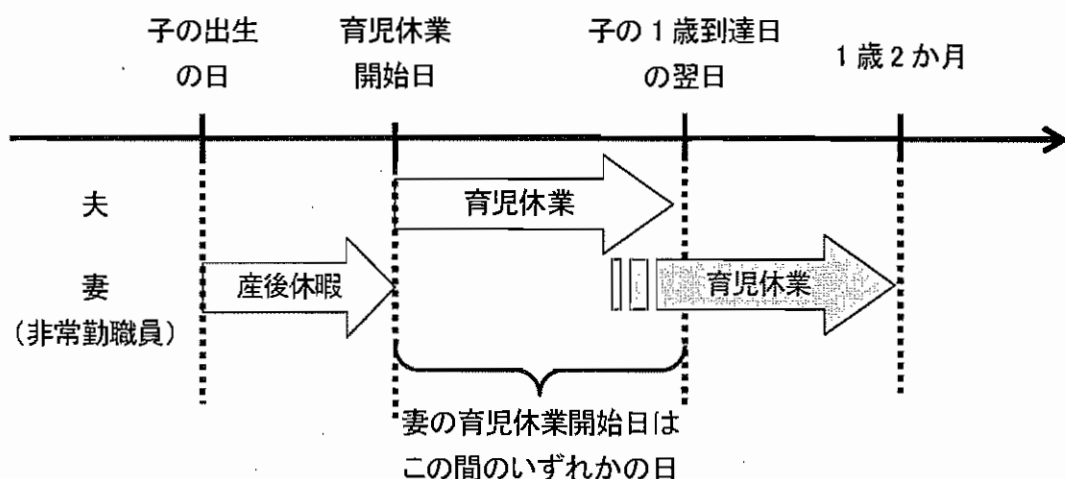 子の出生
の日
育児休業
開始日
子の1歳到達日
の翌日
1歳2か月
夫
育児休業
妻
(非常勤職員)
産後休暇
育児休業
妻の育児休業開始日は
この間のいずれかの日